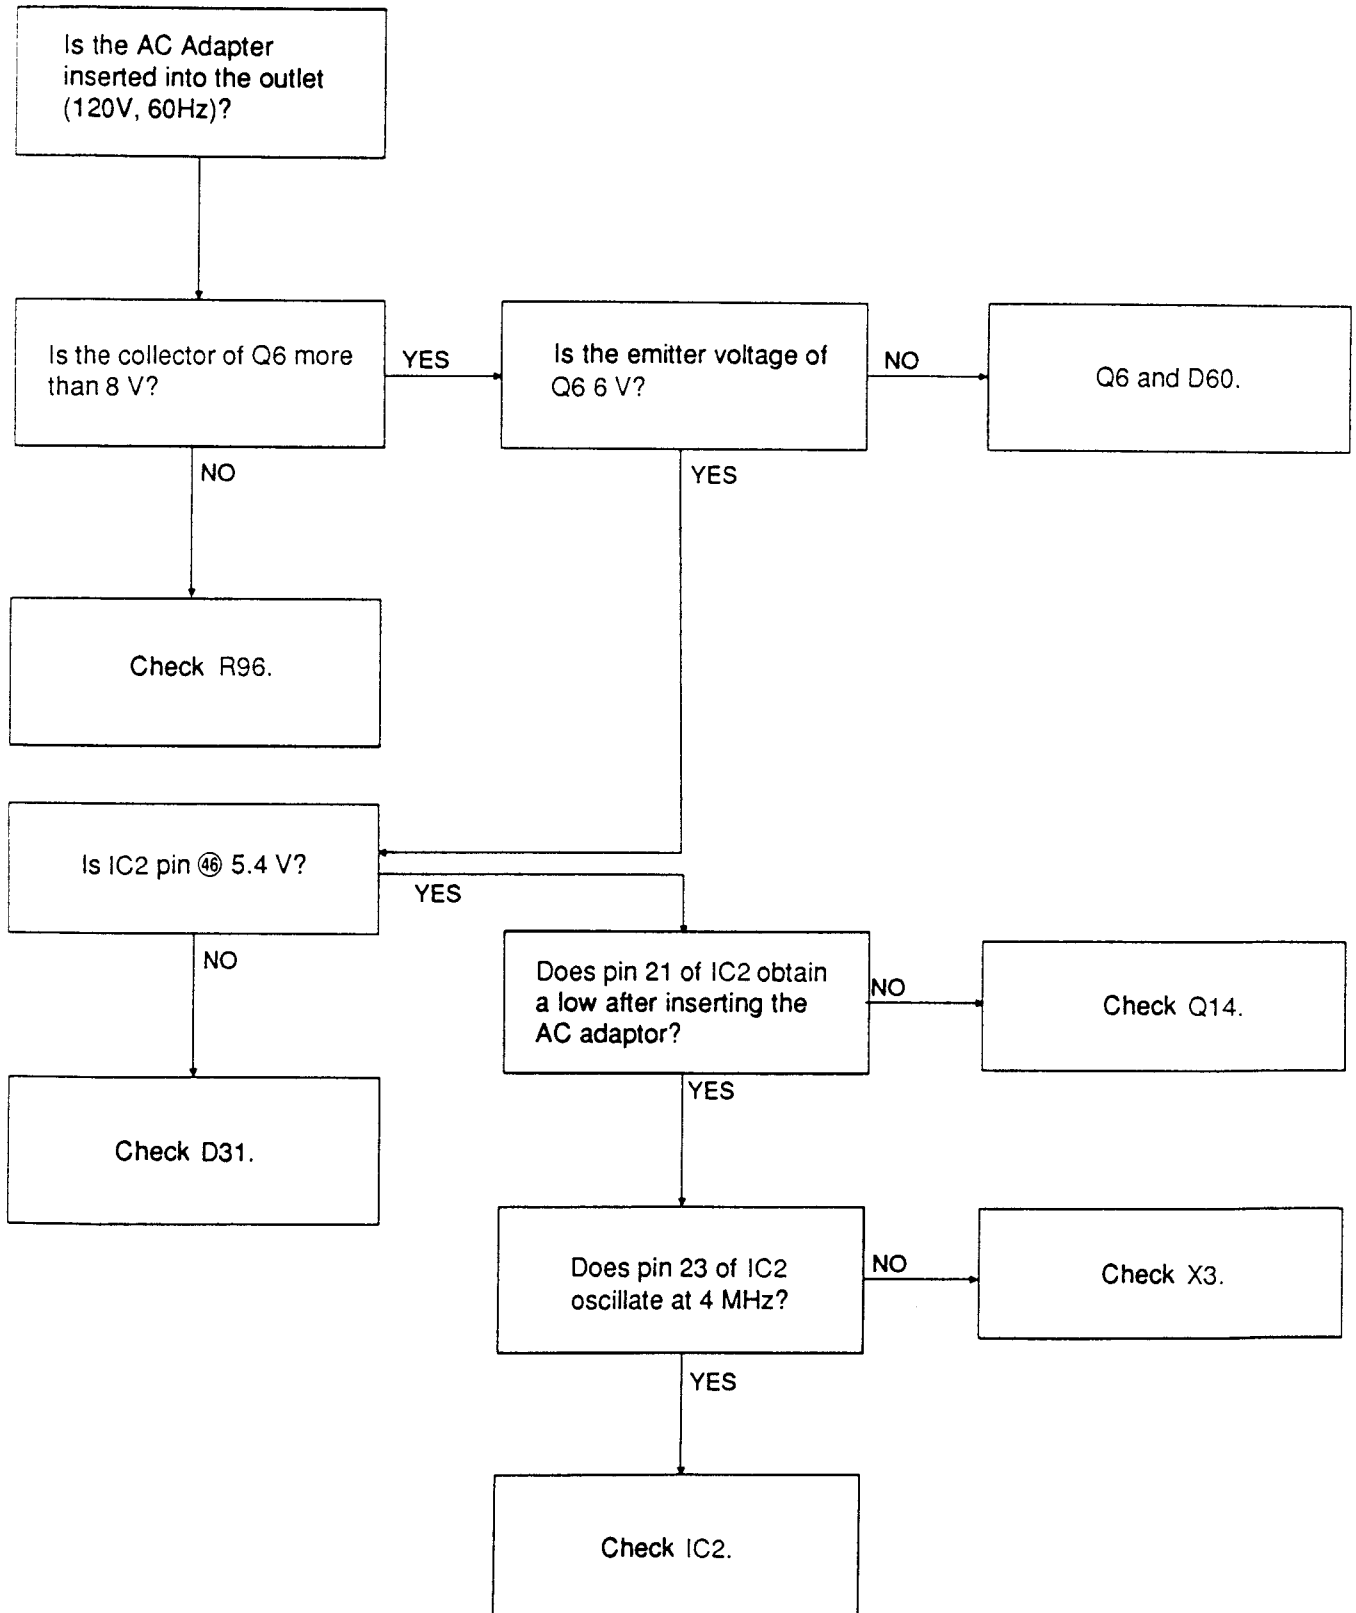 Is the AC Adapter
inserted into the outlet
(120V, 60Hz)?
Is the collector of Q6 more
than 8 V?
YES
Is the emitter voltage of
Q6 6 V?
NO
Q6 and D60.
NO
YES
Check R96.
Is IC2 pin ㊻ 5.4 V?
YES
NO
Does pin 21 of IC2 obtain
a low after inserting the
AC adaptor?
NO
Check Q14.
YES
Check D31.
Does pin 23 of IC2
oscillate at 4 MHz?
NO
Check X3.
YES
Check IC2.